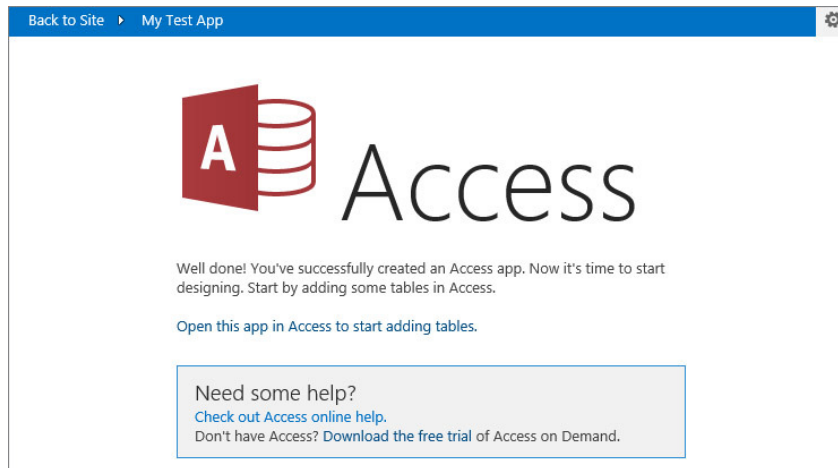 Back to Site ▸ My Test App
A Access
Well done! You've successfully created an Access app. Now it's time to start
designing. Start by adding some tables in Access.
Open this app in Access to start adding tables.
Need some help?
Check out Access online help.
Don't have Access? Download the free trial of Access on Demand.